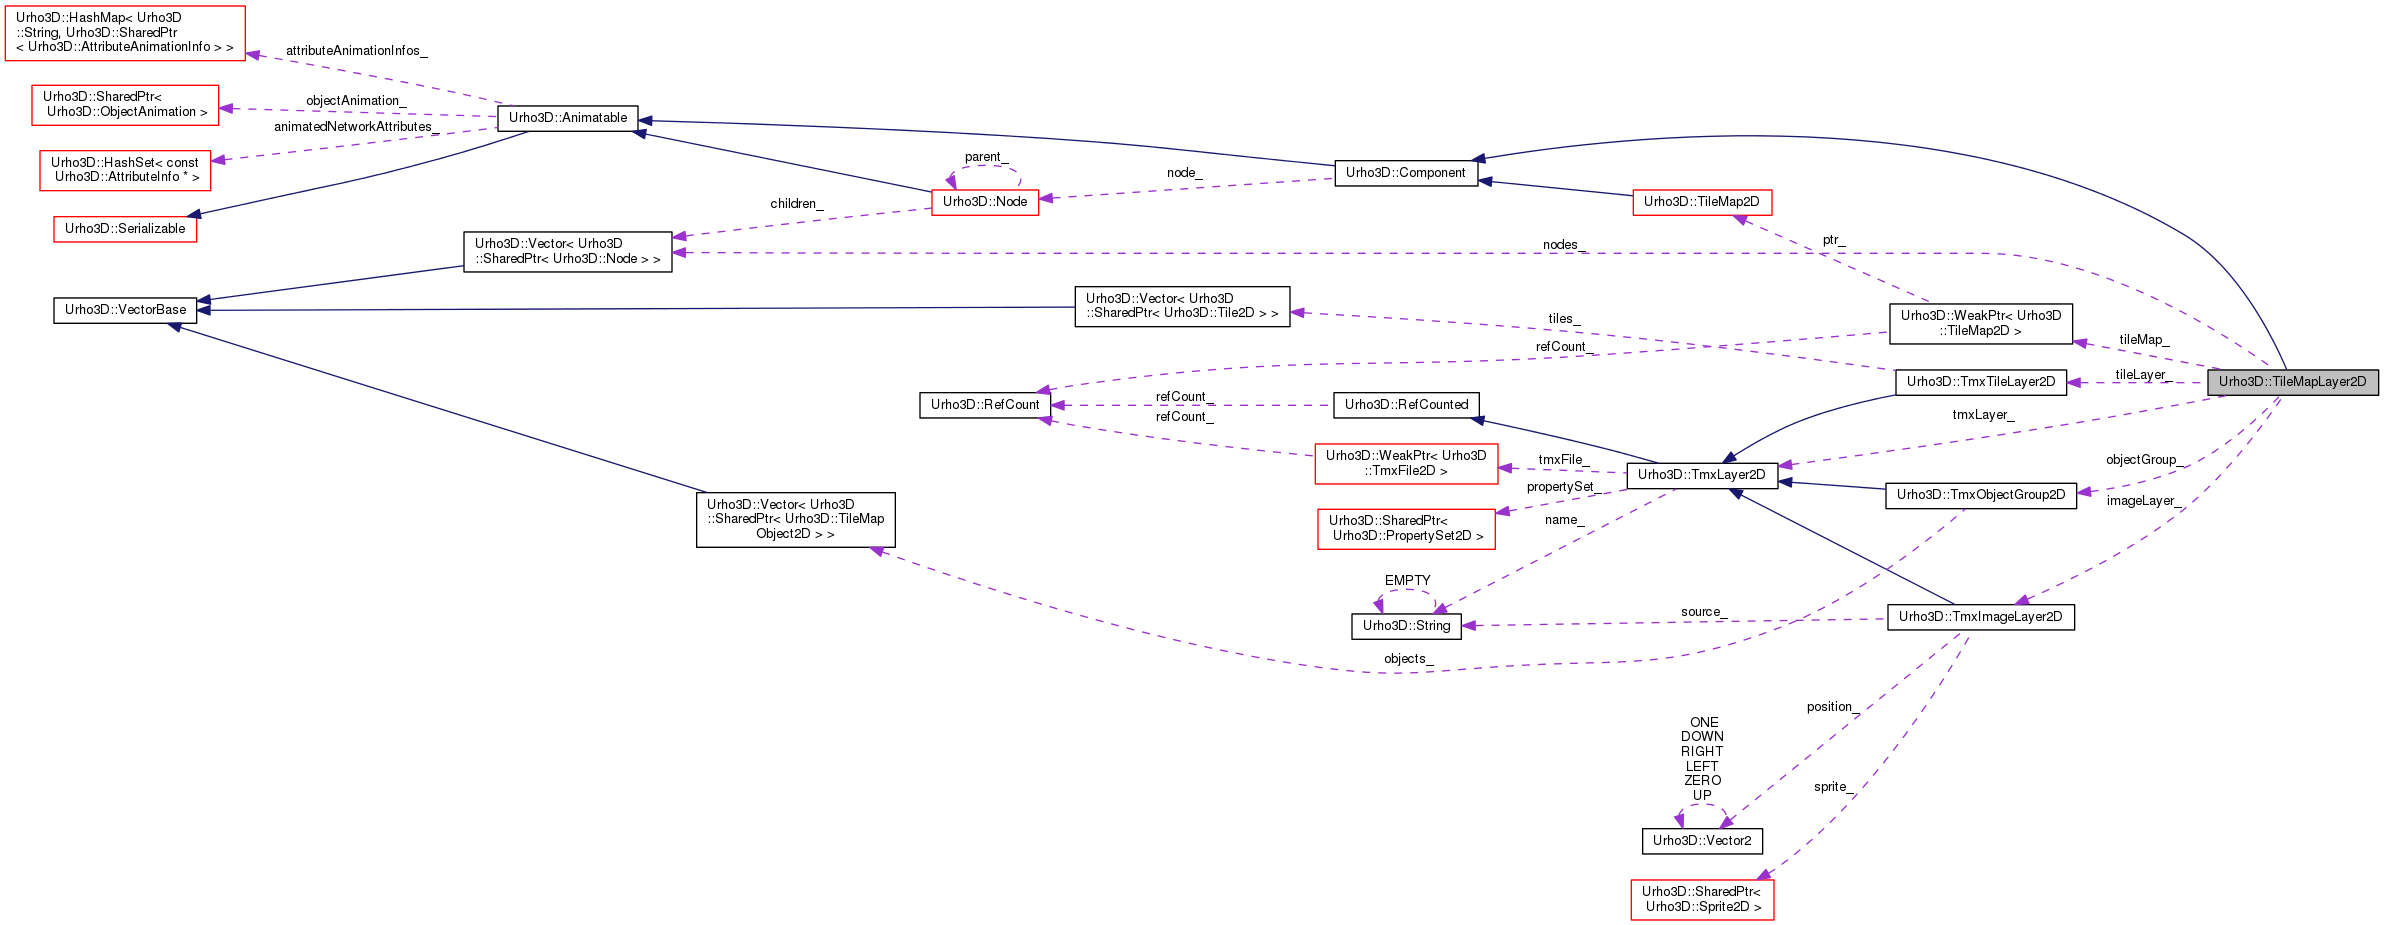 Urho3D::HashMap< Urho3D
::String, Urho3D::SharedPtr
< Urho3D::AttributeAnimationInfo > >
attributeAnimationInfos_
Urho3D::SharedPtr<
Urho3D::ObjectAnimation >
objectAnimation_
Urho3D::Animatable
animatedNetworkAttributes_
Urho3D::HashSet< const
Urho3D::AttributeInfo * >
Urho3D::Serializable
parent_
Urho3D::Node
node_
Urho3D::Component
Urho3D::TileMap2D
children_
Urho3D::Vector< Urho3D
::SharedPtr< Urho3D::Node > >
nodes_
ptr_
Urho3D::VectorBase
Urho3D::Vector< Urho3D
::SharedPtr< Urho3D::Tile2D > >
tiles_
refCount_
Urho3D::WeakPtr< Urho3D
::TileMap2D >
tileMap_
tileLayer_
Urho3D::TileMapLayer2D
Urho3D::TmxTileLayer2D
Urho3D::RefCount
refCount_
refCount_
Urho3D::RefCounted
tmxLayer_
Urho3D::WeakPtr< Urho3D
::TmxFile2D >
tmxFile_
Urho3D::TmxLayer2D
objectGroup_
propertySet_
Urho3D::TmxObjectGroup2D
imageLayer_
Urho3D::Vector< Urho3D
::SharedPtr< Urho3D::TileMap
Object2D > >
Urho3D::SharedPtr<
Urho3D::PropertySet2D >
name_
EMPTY
Urho3D::String
source_
Urho3D::TmxImageLayer2D
objects_
position_
ONE
DOWN
RIGHT
LEFT
ZERO
UP
sprite_
Urho3D::Vector2
Urho3D::SharedPtr<
Urho3D::Sprite2D >